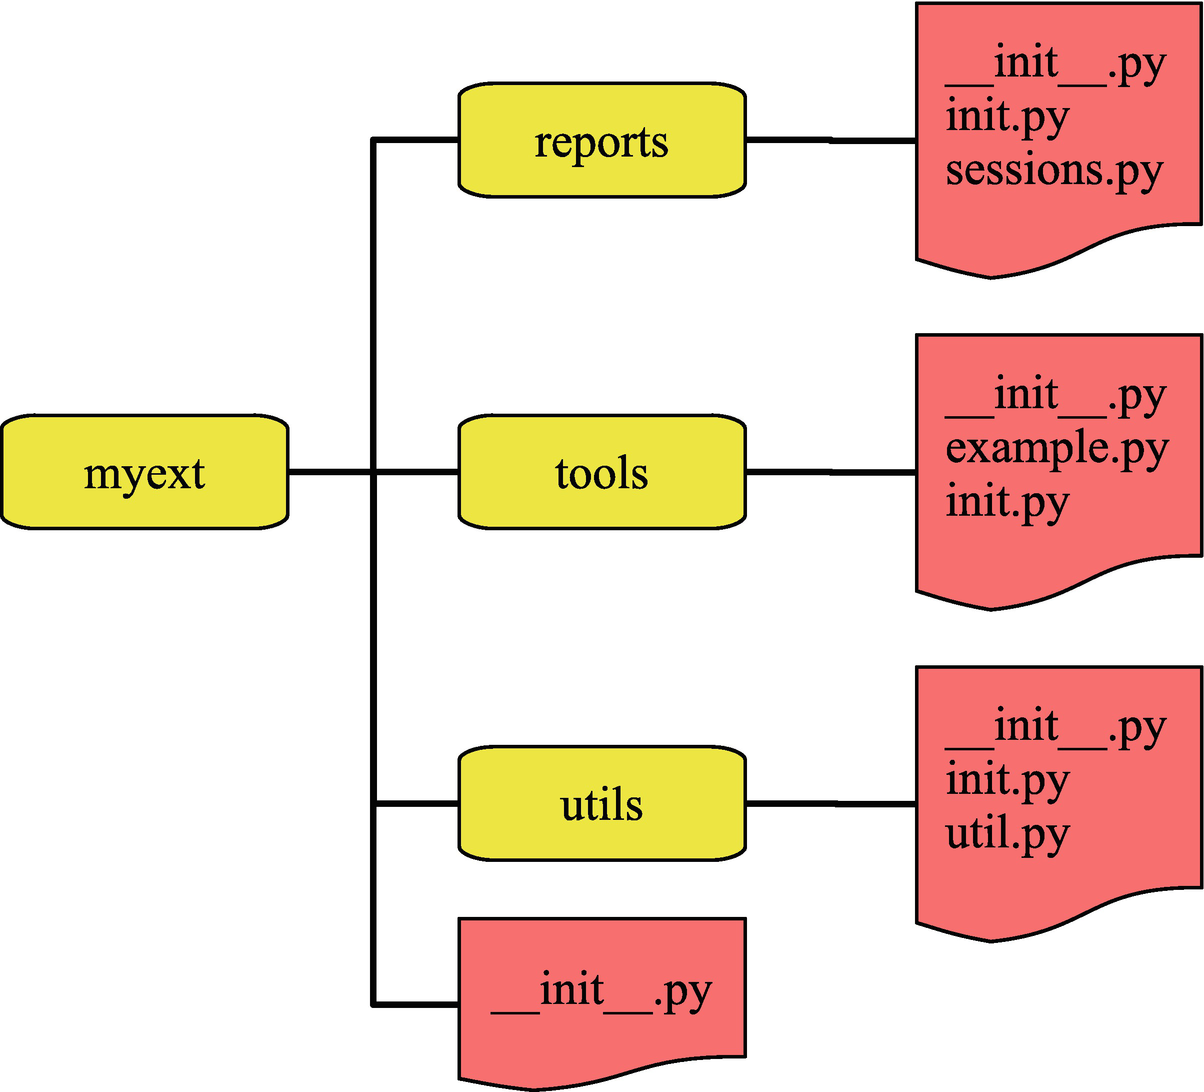 reports
__init__.py
init.py
sessions.py
myext
tools
__init__.py
example.py
init.py
utils
__init__.py
init.py
util.py
__init__.py